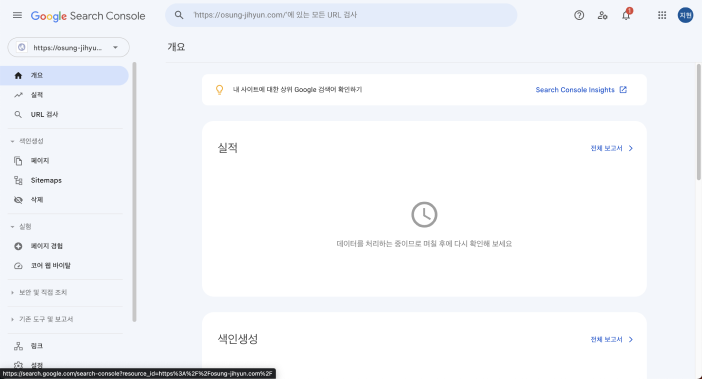 Google Search Console
'https://osung-jihyun.com/'에 있는 모든 URL 검사
1
지현
https://osung-jihyu...
개요
개요
실적
URL 검사
색인생성
페이지
Sitemaps
삭제
실험
페이지 경험
코어 웹 바이탈
보안 및 직접 조치
기존 도구 및 보고서
링크
설정
내 사이트에 대한 상위 Google 검색어 확인하기
Search Console Insights
실적
전체 보고서
데이터를 처리하는 중이므로 며칠 후에 다시 확인해 보세요
색인생성
전체 보고서
https://search.google.com/search-console?resource_id=https%3A%2F%2Fosung-jihyun.com%2F